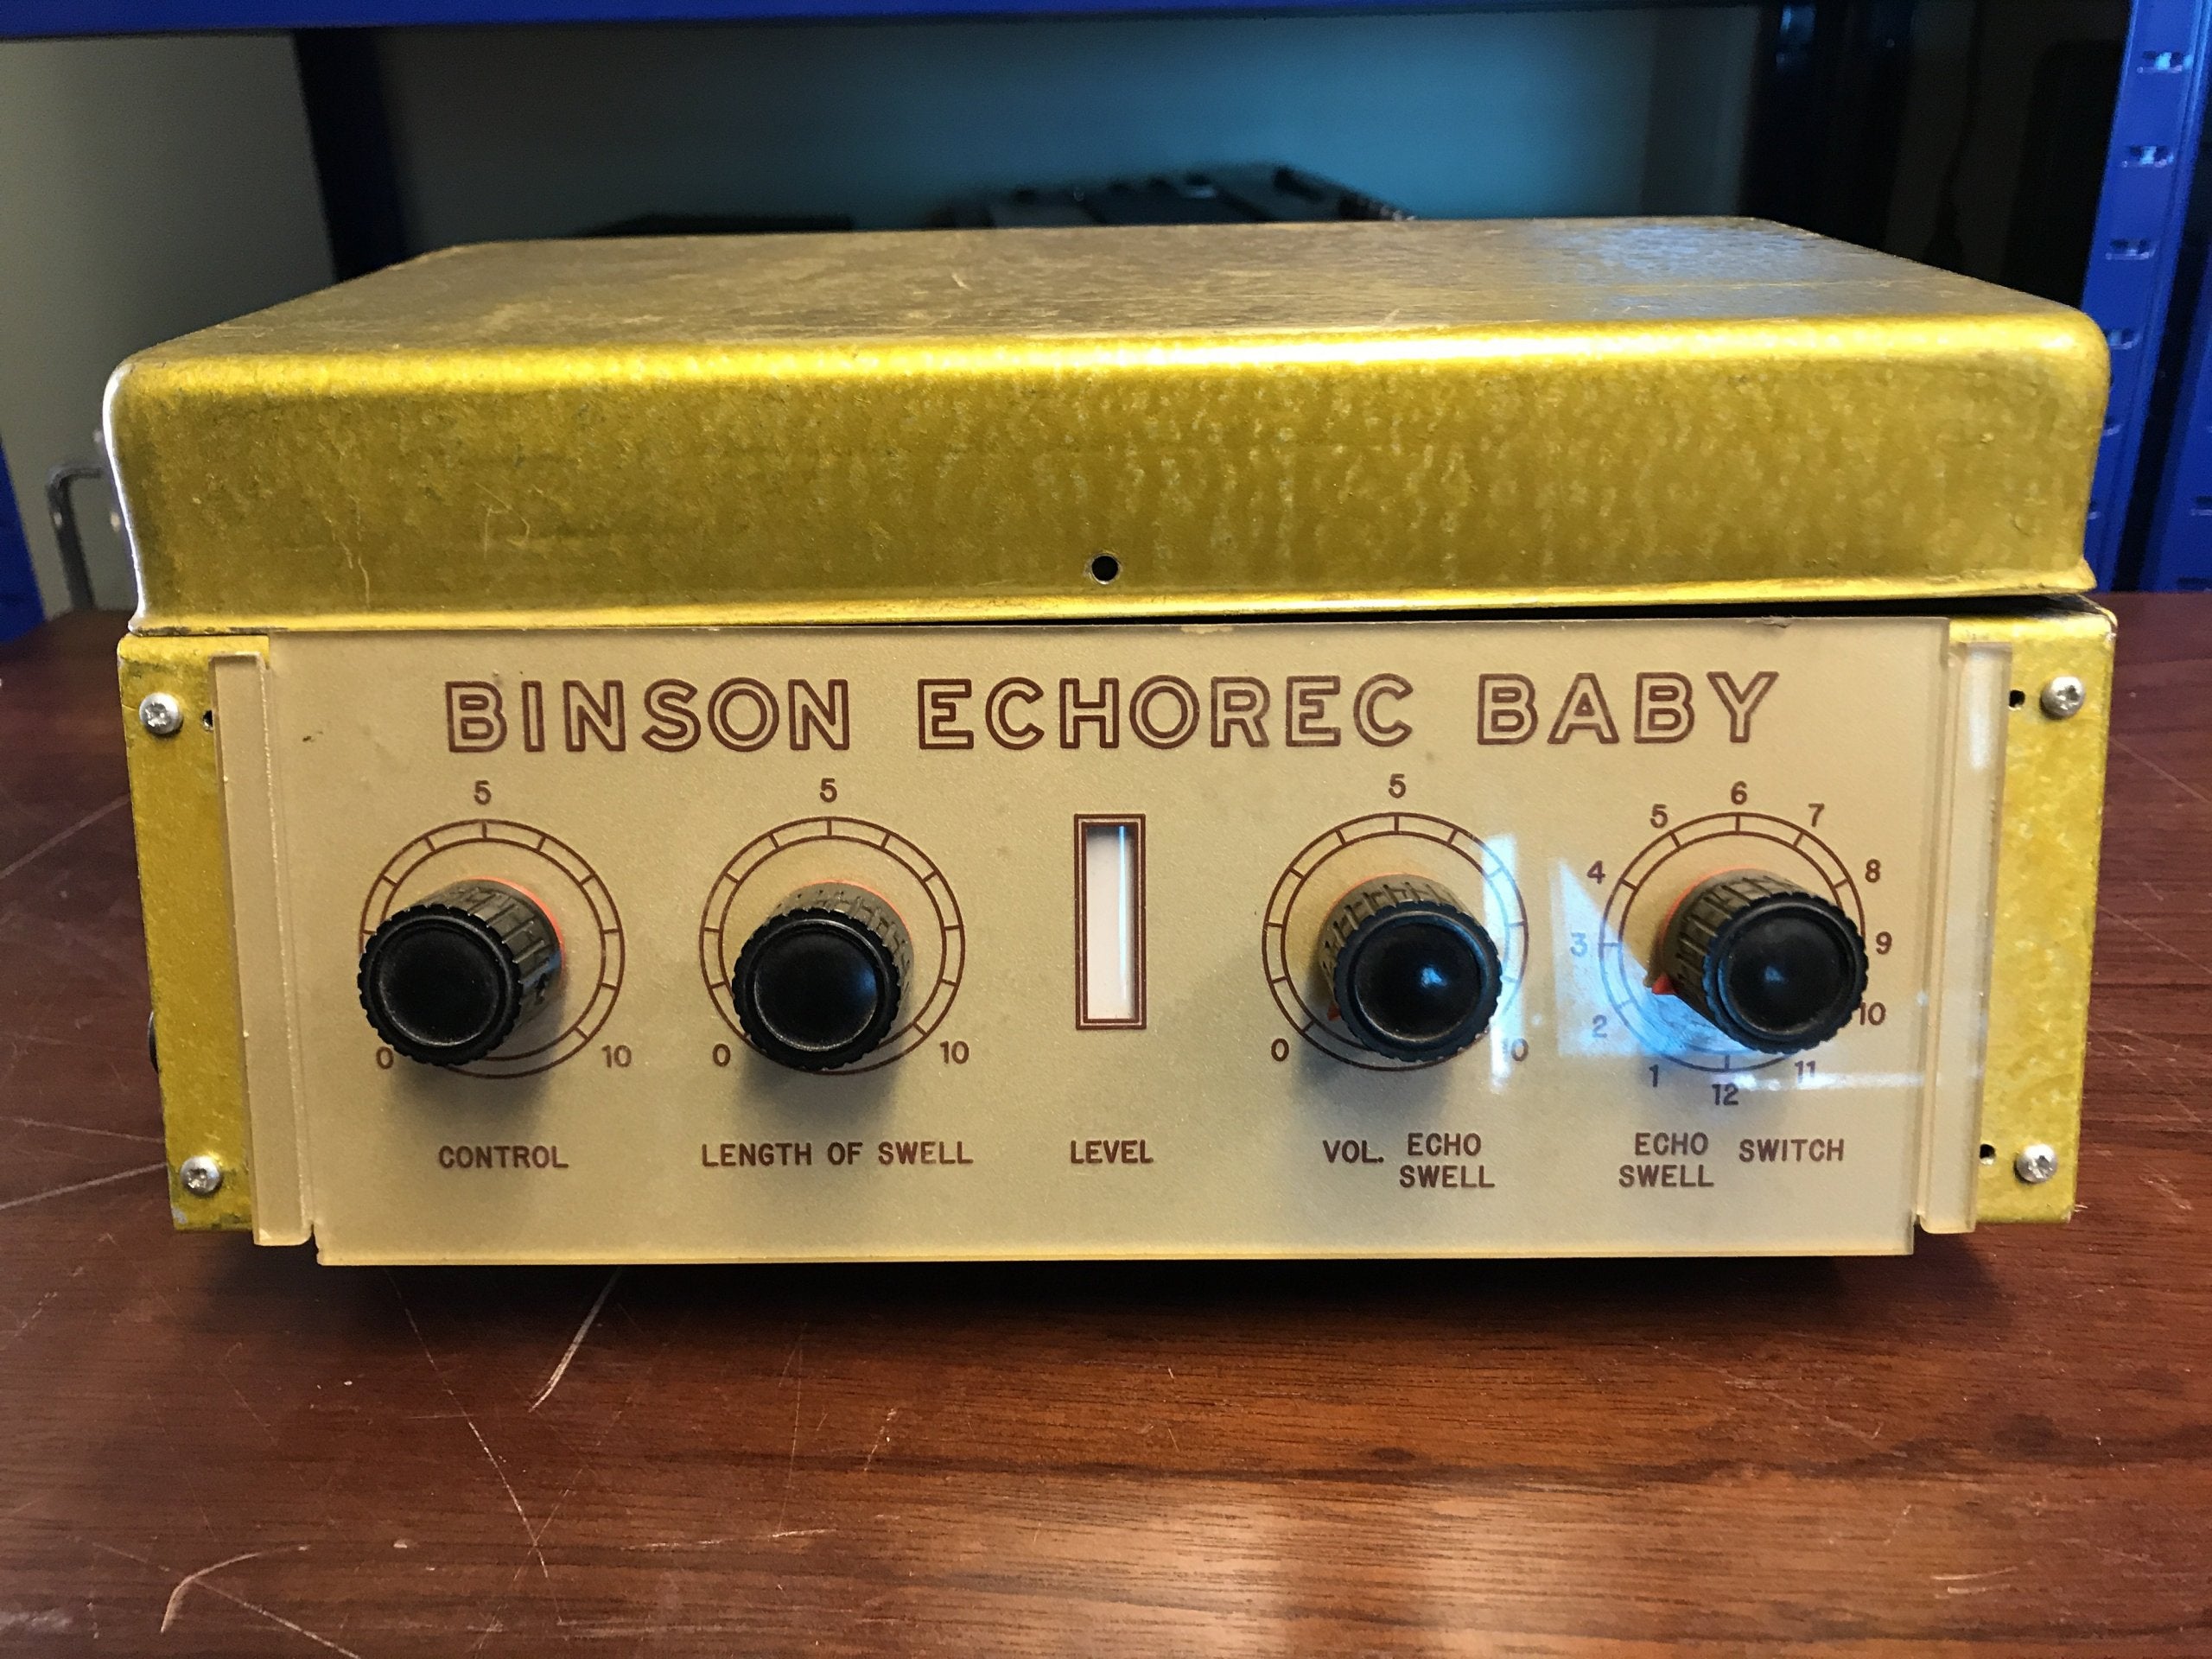 BINSON ECHOREC BABY
5 5 5 6
5 7
4 8
3 9
2 10
0 10 0 10 0 10
1 12 11
CONTROL LENGTH OF SWELL LEVEL VOL. ECHO SWELL ECHO SWELL SWITCH